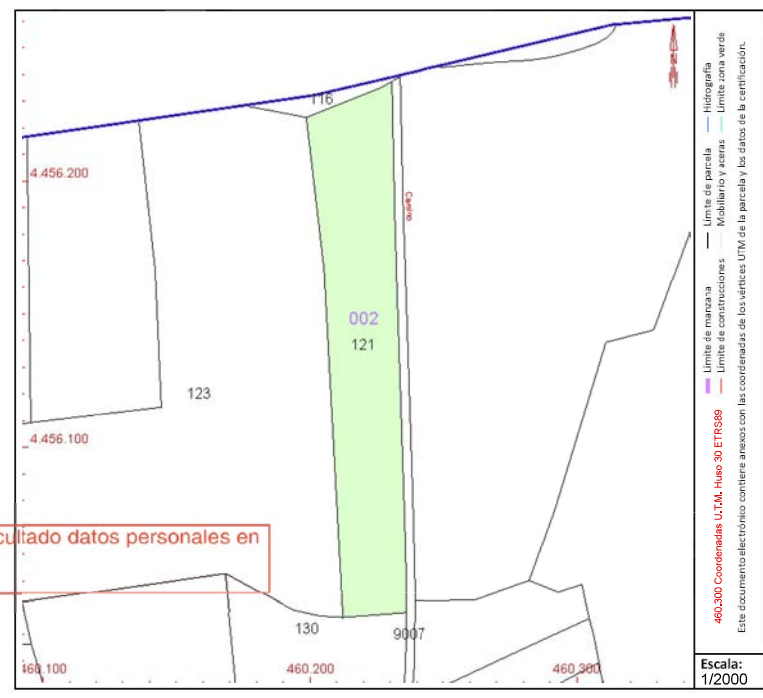 116
4.456.200
Camino
002
121
123
4.456.100
cultado datos personales en
130
9007
460.100
460.200
460.300
Límite de manzana
Límite de parcela
Hidrografía
Límite de construcciones
Mobiliario y aceras
Límite zona verde
460.300 Coordenadas U.T.M. Huso 30 ETRS89
Este documento electrónico contiene anexos con las coordenadas de los vértices UTM de la parcela y los datos de la certificación.
Escala:
1/2000